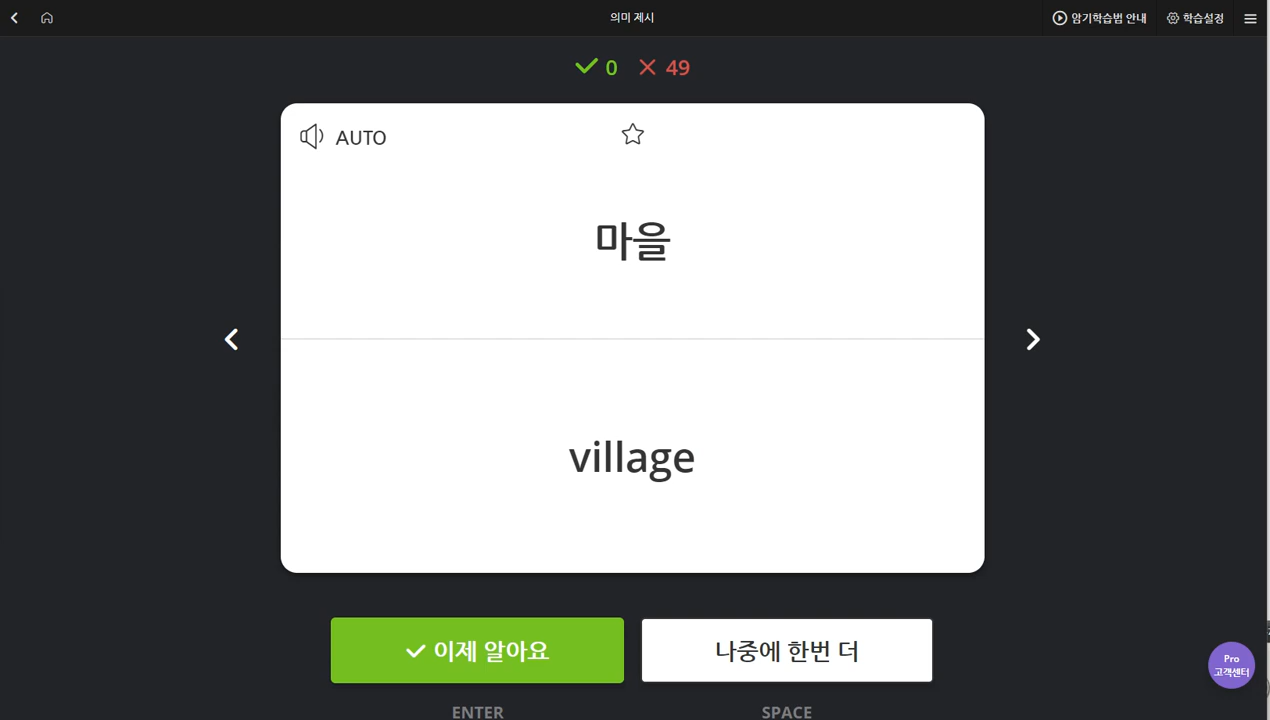 의미 제시
암기학습법 안내
학습설정
0
49
AUTO
마을
village
이제 알아요
나중에 한번 더
ENTER
SPACE
Pro
고객센터